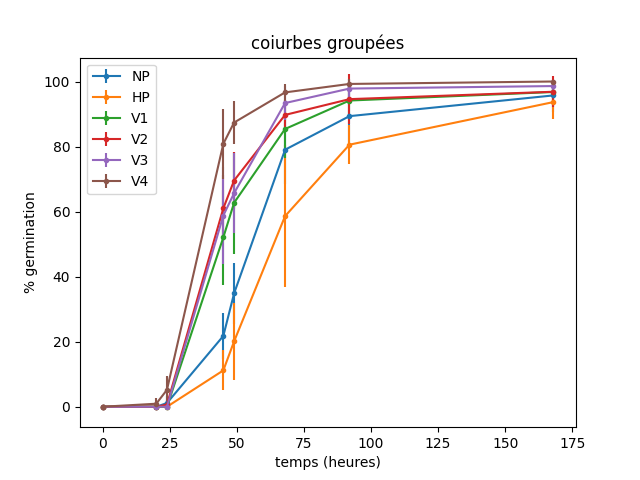 coiurbes groupées
% germination
100
80
60
40
20
0
NP
HP
V1
V2
V3
V4
0 25 50 75 100 125 150 175
temps (heures)